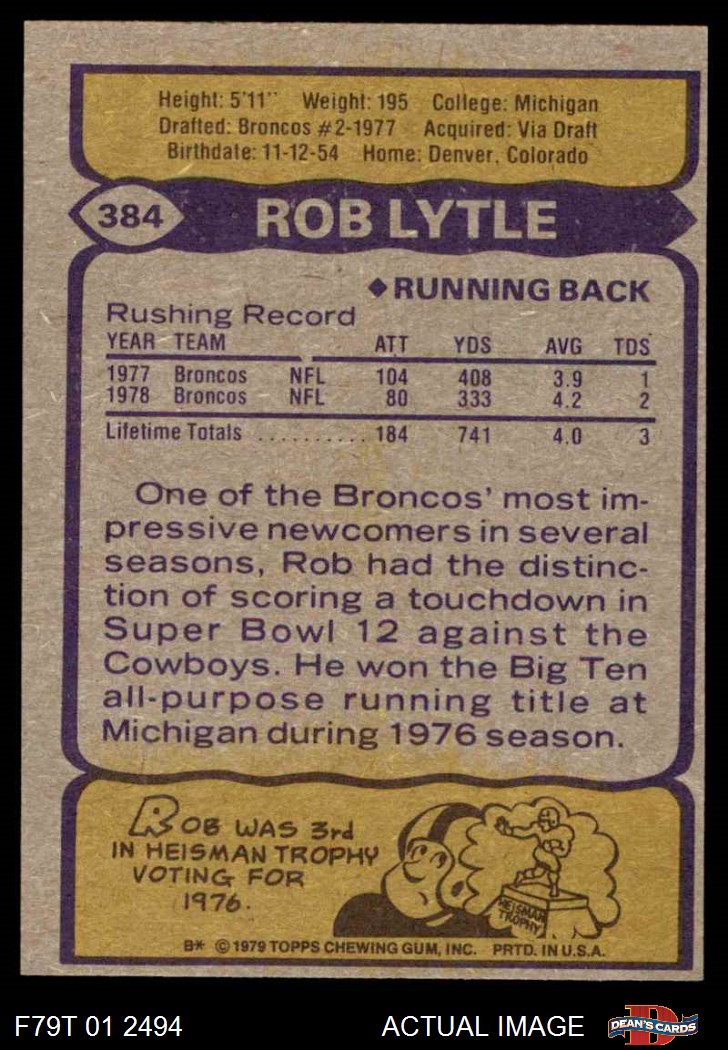 Height: 5'11" Weight: 195 College: Michigan
Drafted: Broncos #2-1977 Acquired: Via Draft
Birthdate: 11-12-54 Home: Denver, Colorado
384 ROB LYTLE
◆RUNNING BACK
Rushing Record
YEAR TEAM ATT YDS AVG TDS
1977 Broncos NFL 104 408 3.9 1
1978 Broncos NFL 80 333 4.2 2
Lifetime Totals .......... 184 741 4.0 3
One of the Broncos' most im-
pressive newcomers in several
seasons, Rob had the distinc-
tion of scoring a touchdown in
Super Bowl 12 against the
Cowboys. He won the Big Ten
all-purpose running title at
Michigan during 1976 season.
ROB WAS 3rd
IN HEISMAN TROPHY
VOTING FOR
1976.
HEISMAN
TROPHY
B* © 1979 TOPPS CHEWING GUM, INC. PRTD. IN U.S.A.
F79T 01 2494 ACTUAL IMAGE
D
DEAN'S CARDS